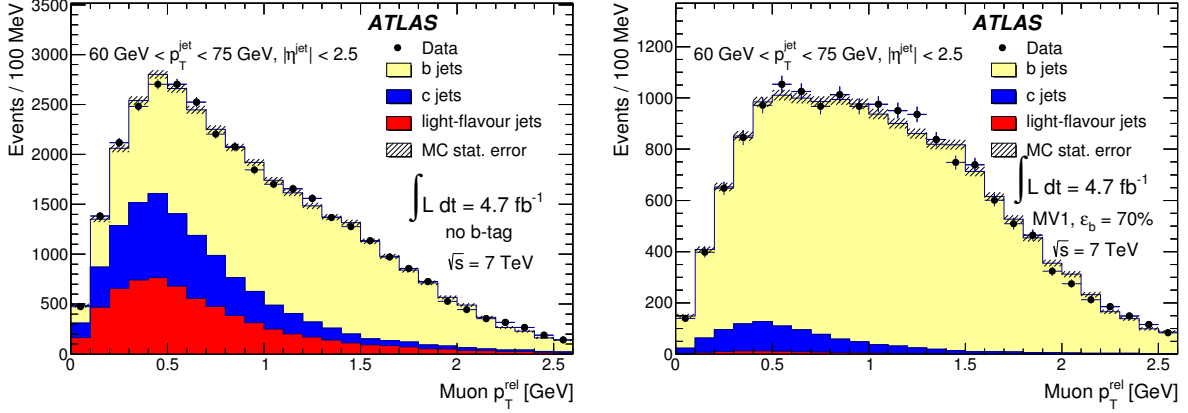 ATLAS
60 GeV < p_T^jet < 75 GeV, |η^jet| < 2.5
Data
b jets
c jets
light-flavour jets
MC stat. error
∫L dt = 4.7 fb⁻¹
no b-tag
√s = 7 TeV
Events / 100 MeV
3500
3000
2500
2000
1500
1000
500
0
0 0.5 1 1.5 2 2.5
Muon p_T^rel [GeV]
ATLAS
60 GeV < p_T^jet < 75 GeV, |η^jet| < 2.5
Data
b jets
c jets
light-flavour jets
MC stat. error
∫L dt = 4.7 fb⁻¹
MV1, ε_b = 70%
√s = 7 TeV
Events / 100 MeV
1200
1000
800
600
400
200
0
0 0.5 1 1.5 2 2.5
Muon p_T^rel [GeV]